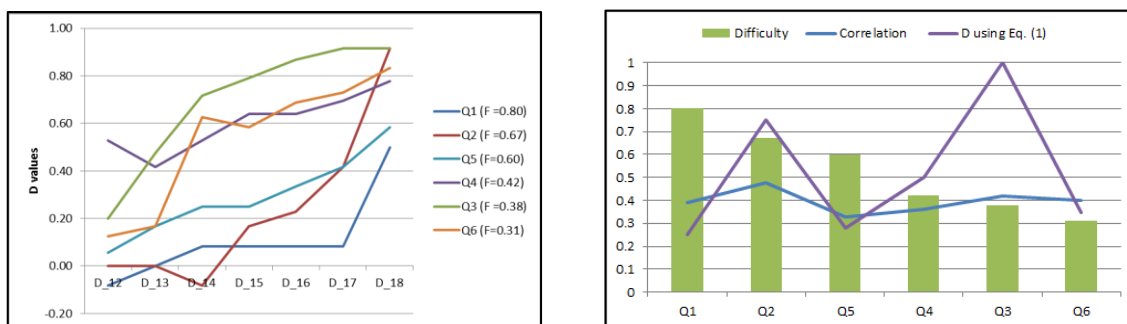 1.00
0.80
0.60
0.40
0.20
0.00
-0.20
D values
D_12 D_13 D_14 D_15 D_16 D_17 D_18
Q1 (F =0.80)
Q2 (F=0.67)
Q5 (F=0.60)
Q4 (F=0.42)
Q3 (F=0.38)
Q6 (F=0.31)
Difficulty Correlation D using Eq. (1)
1
0.9
0.8
0.7
0.6
0.5
0.4
0.3
0.2
0.1
0
Q1 Q2 Q5 Q4 Q3 Q6